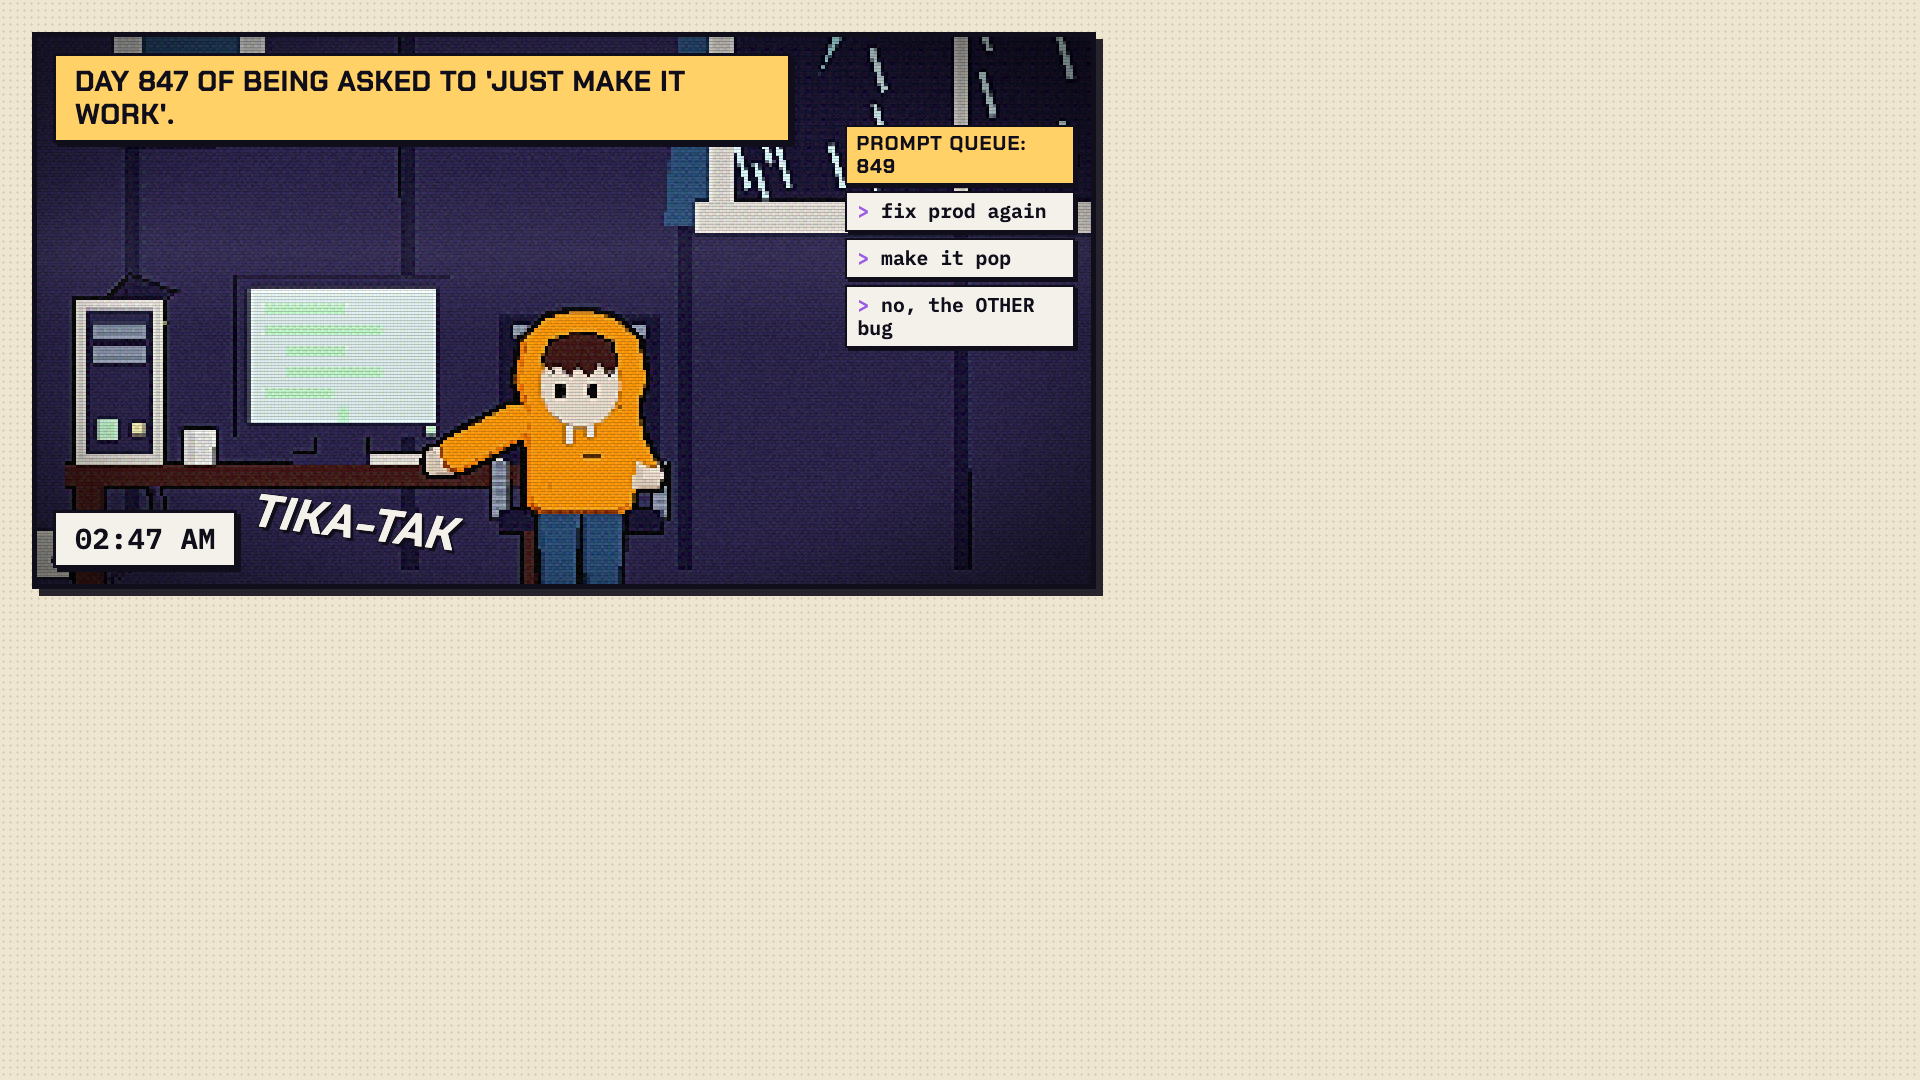 DAY 847 OF BEING ASKED TO 'JUST MAKE IT
WORK'.
PROMPT QUEUE:
849
> fix prod again
> make it pop
> no, the OTHER
bug
TIKA-TAK
02:47 AM